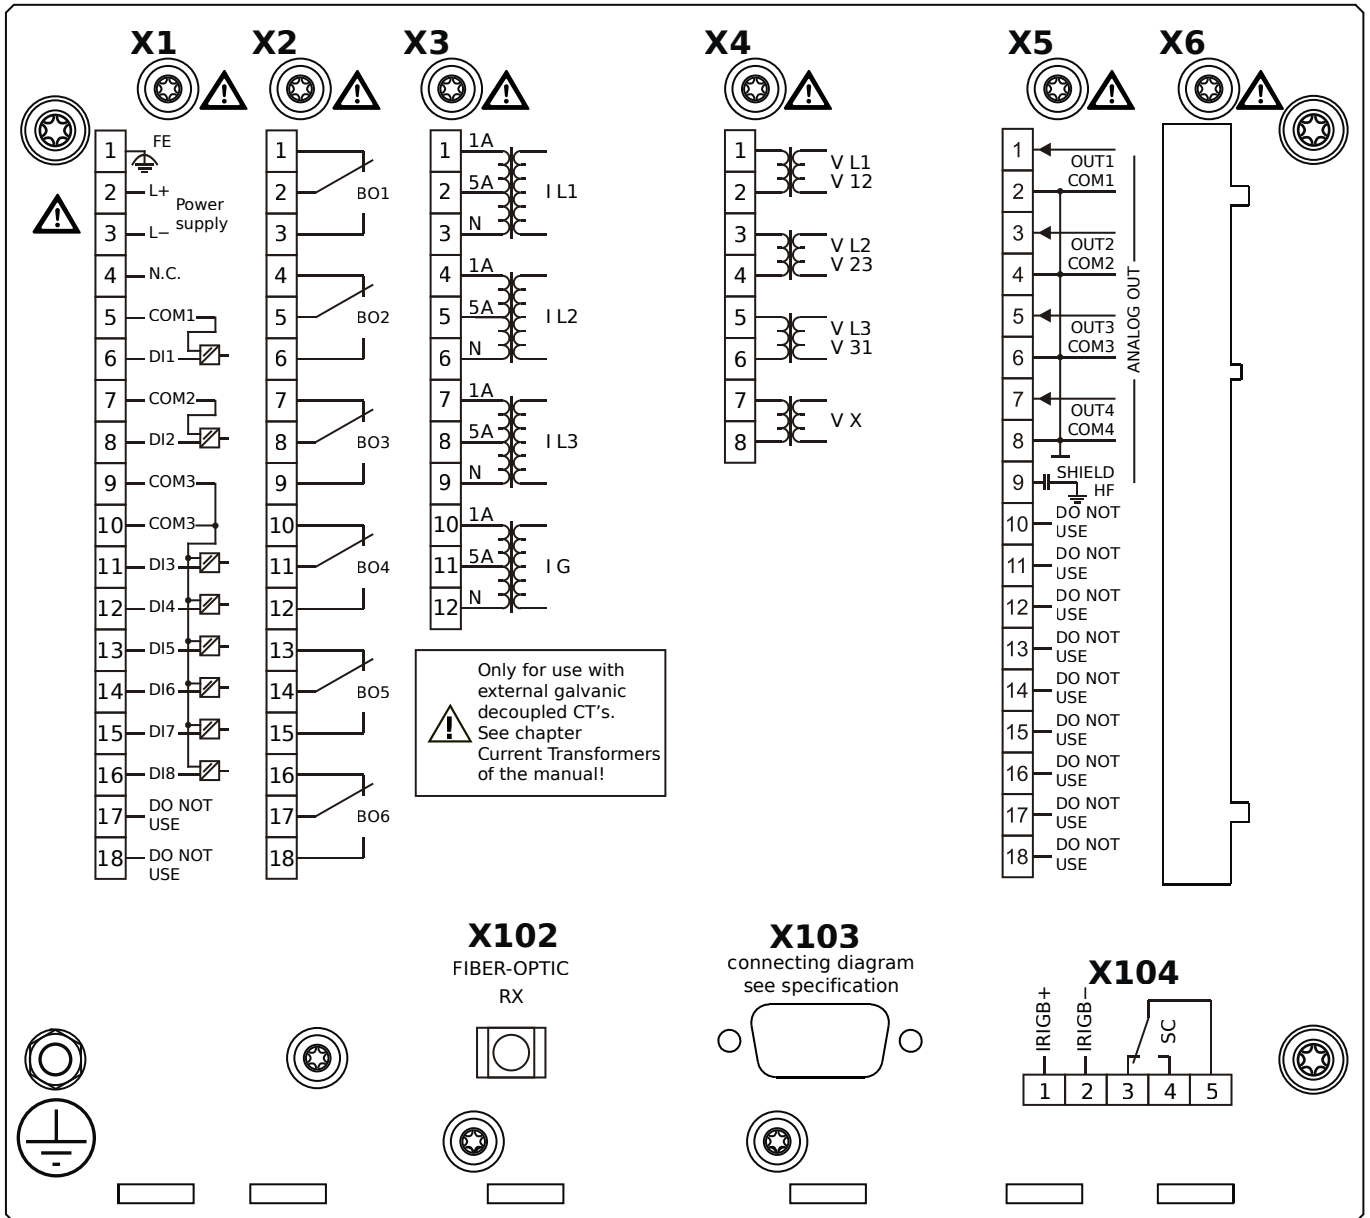 X1
1 FE
2 L+
Power
supply
3 L−
4 N.C.
5 COM1
6 DI1
7 COM2
8 DI2
9 COM3
10 COM3
11 DI3
12 DI4
13 DI5
14 DI6
15 DI7
16 DI8
17 DO NOT
USE
18 DO NOT
USE
X2
1
2 BO1
3
4
5 BO2
6
7
8 BO3
9
10
11 BO4
12
13
14 BO5
15
16
17 BO6
18
X3
1 1A
2 5A I L1
3 N
4 1A
5 5A I L2
6 N
7 1A
8 5A I L3
9 N
10 1A
11 5A I G
12 N
Only for use with
external galvanic
decoupled CT's.
See chapter
Current Transformers
of the manual!
X4
1 V L1
2 V 12
3 V L2
4 V 23
5 V L3
6 V 31
7 V X
8
X5
1 OUT1
2 COM1
3 OUT2
4 COM2
5 OUT3
6 COM3
7 OUT4
8 COM4
ANALOG OUT
9 SHIELD
HF
10 DO NOT
USE
11 DO NOT
USE
12 DO NOT
USE
13 DO NOT
USE
14 DO NOT
USE
15 DO NOT
USE
16 DO NOT
USE
17 DO NOT
USE
18 DO NOT
USE
X6
X102
FIBER-OPTIC
RX
X103
connecting diagram
see specification
X104
IRIGB+
IRIGB−
SC
1 2 3 4 5